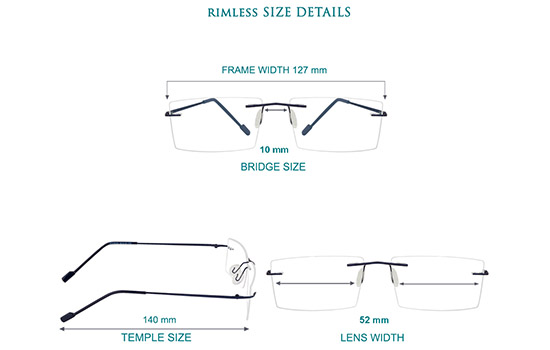 RIMLESS SIZE DETAILS
FRAME WIDTH 127 mm
10 mm
BRIDGE SIZE
140 mm
TEMPLE SIZE
52 mm
LENS WIDTH